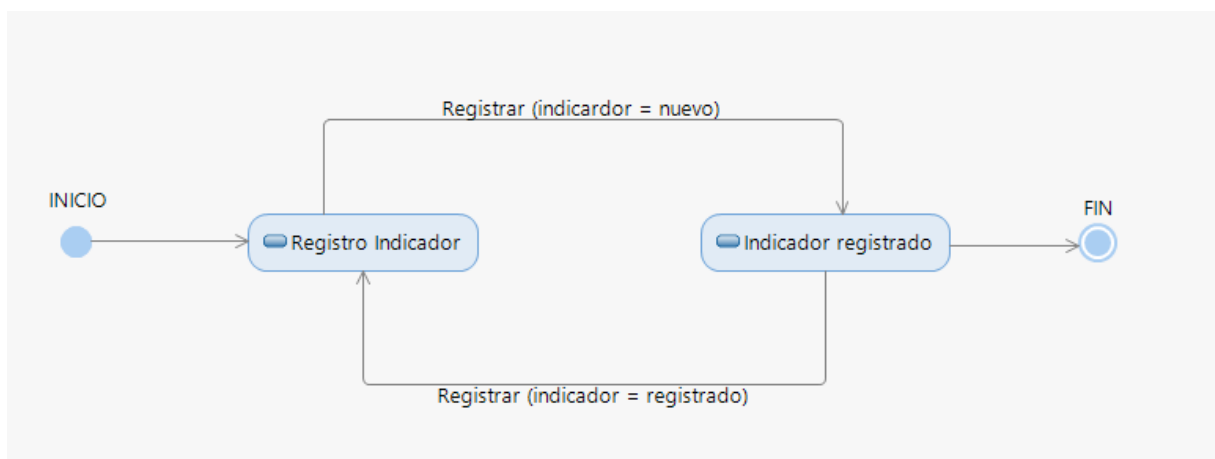 Registrar (indicardor = nuevo)
INICIO
FIN
Registro Indicador
Indicador registrado
Registrar (indicador = registrado)